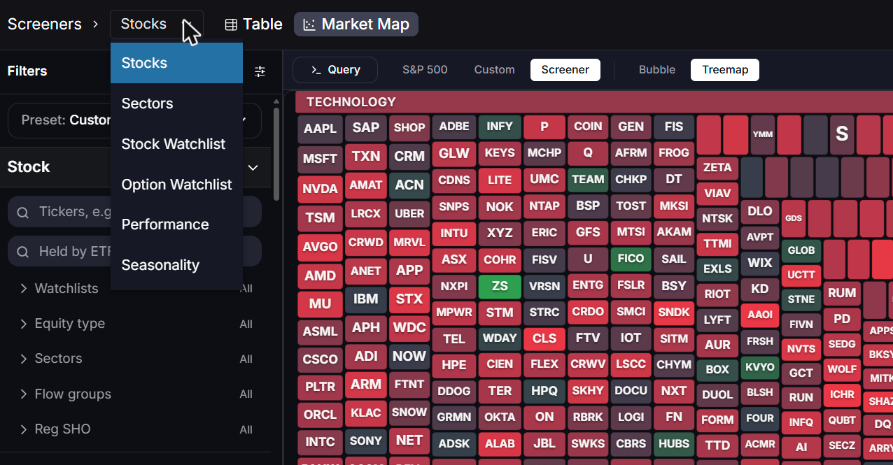 Screeners > Stocks Table Market Map
Filters
Stocks
Sectors
Stock Watchlist
Option Watchlist
Performance
Seasonality
Preset: Custor
Stock
Tickers, e.g
Held by ETF
Watchlists All
Equity type All
Sectors All
Flow groups All
Reg SHO All
>_ Query S&P 500 Custom Screener Bubble Treemap
TECHNOLOGY
AAPL SAP SHOP ADBE INFY P COIN GEN FIS YMM S
MSFT TXN CRM GLW KEYS MCHP Q AFRM FROG ZETA
NVDA AMAT ACN CDNS LITE UMC TEAM CHKP DT VIAV
TSM LRCX UBER SNPS NOK NTAP BSP TOST MKSI NTSK DLO GDS
AVGO CRWD MRVL INTU XYZ ERIC GFS MTSI AKAM TTMI AVPT GLOB
AMD ANET APP ASX COHR FISV U FICO SAIL EXLS WIX UCTT
MU IBM STX NXPI ZS VRSN ENTG FSLR BSY RIOT KD STNE RUM
ASML APH WDC MPWR STM STRC CRDO SMCI SNDK LYFT AAOI FIVN PD APPS
CSCO ADI NOW TEL WDAY CLS FTV IOT SITM AUR FRSH NVTS SEDG BKSY
PLTR ARM FTNT HPE CIEN FLEX CRWV LSCC CHYM BOX KVYO GCT WOLF MITK
ORCL KLAC SNOW DDOG TER HPQ SKHY DOCU NXT DUOL BLSH RUN ICHR SHAZ
INTC SONY NET GRMN OKTA ON RBRK LOGI FN FORM FOUR INFQ QUBT DQ
ADSK ALAB JBL SWKS CBRS HUBS TTD ACMR AI SECZ ARRY